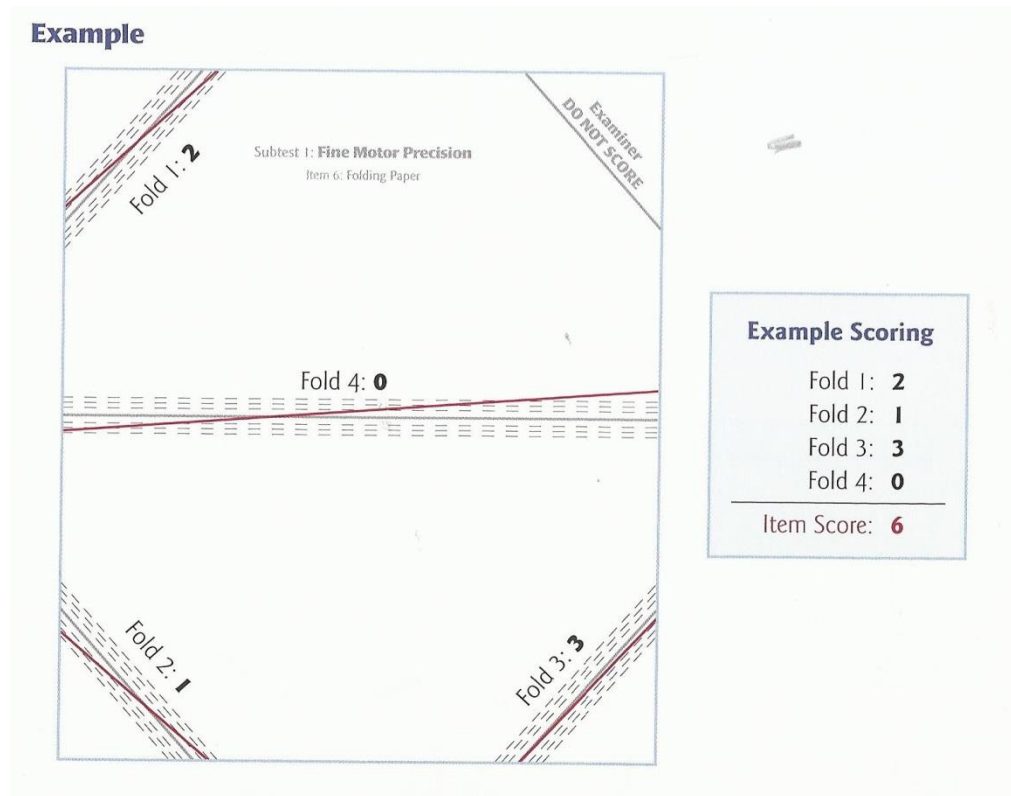 Example
Examiner
DO NOT SCORE
Subtest 1: Fine Motor Precision
Item 6: Folding Paper
Fold 1: 2
Fold 4: 0
Fold 2: 1
Fold 3: 3
Example Scoring
Fold 1: 2
Fold 2: 1
Fold 3: 3
Fold 4: 0
Item Score: 6